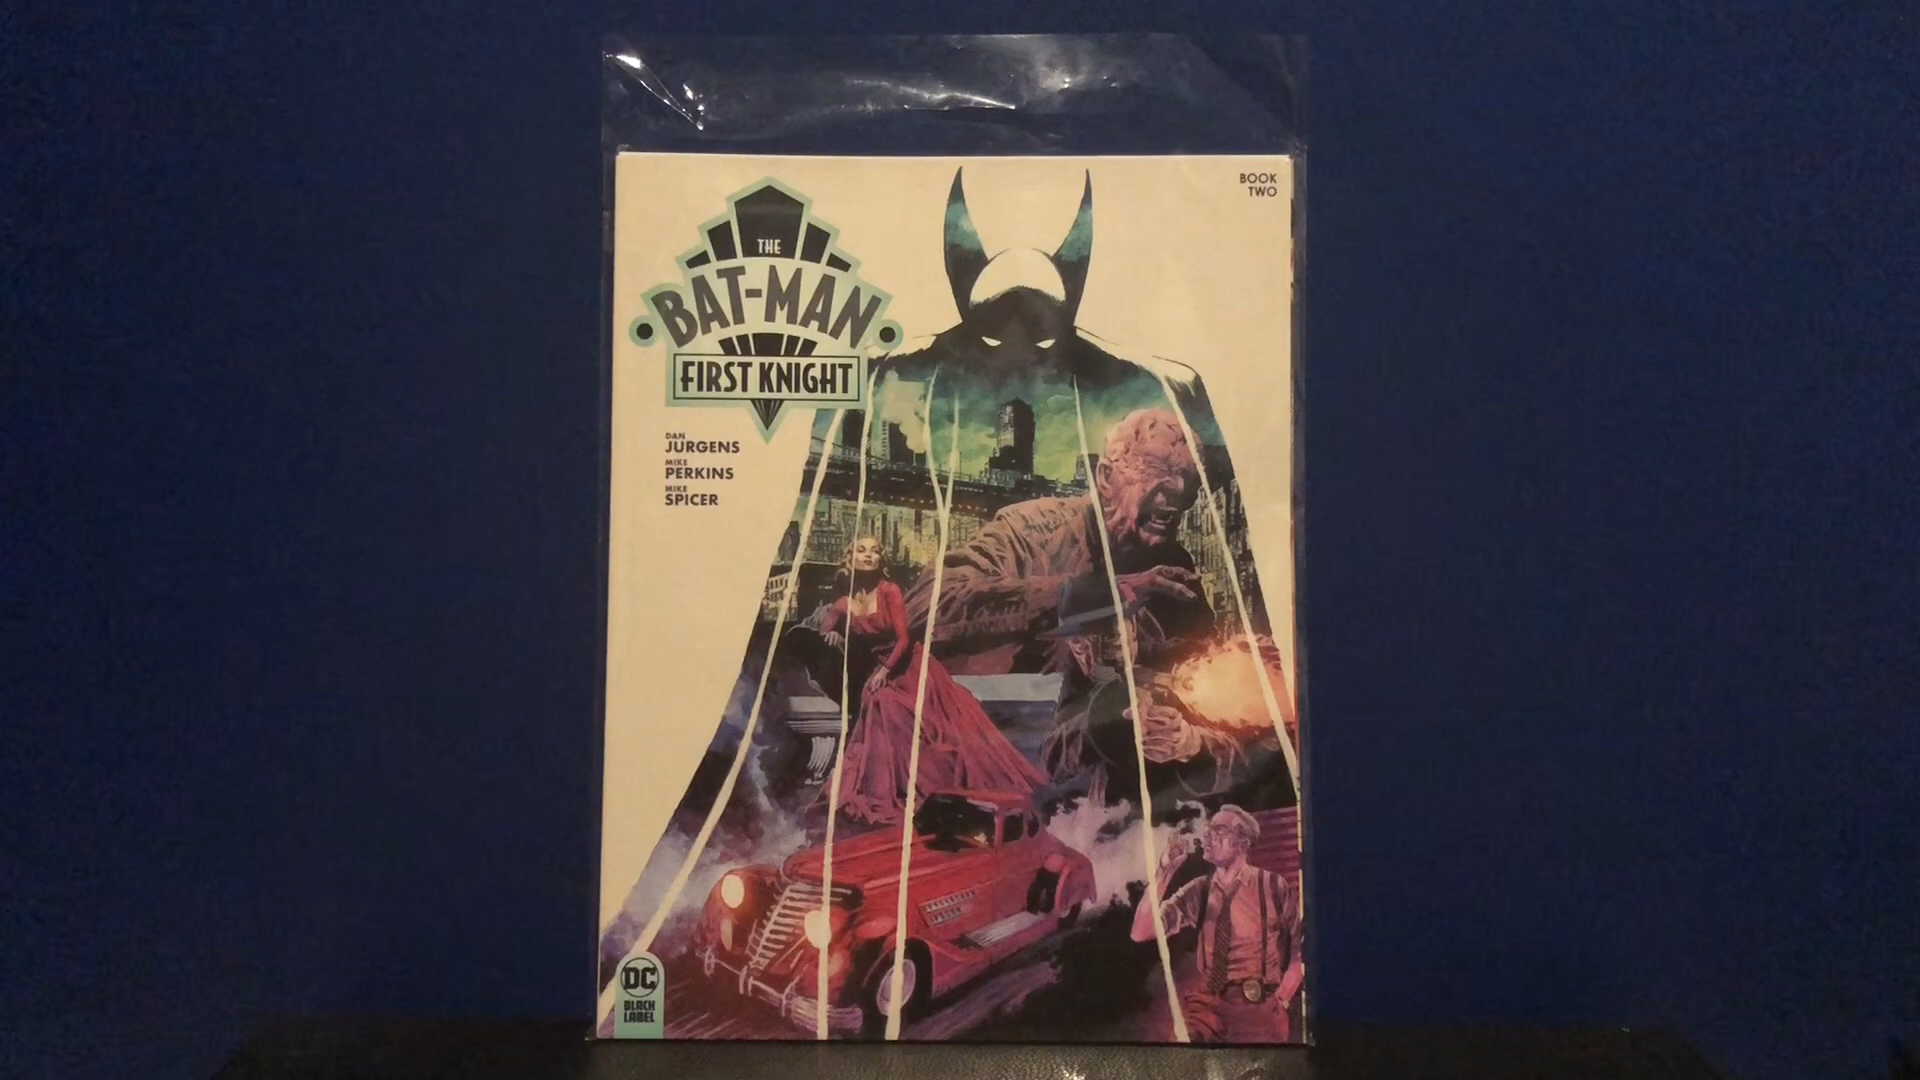 BOOK
TWO
THE
BAT-MAN
FIRST KNIGHT
DAN
JURGENS
MIKE
PERKINS
MIKE
SPICER
DC
BLACK
LABEL